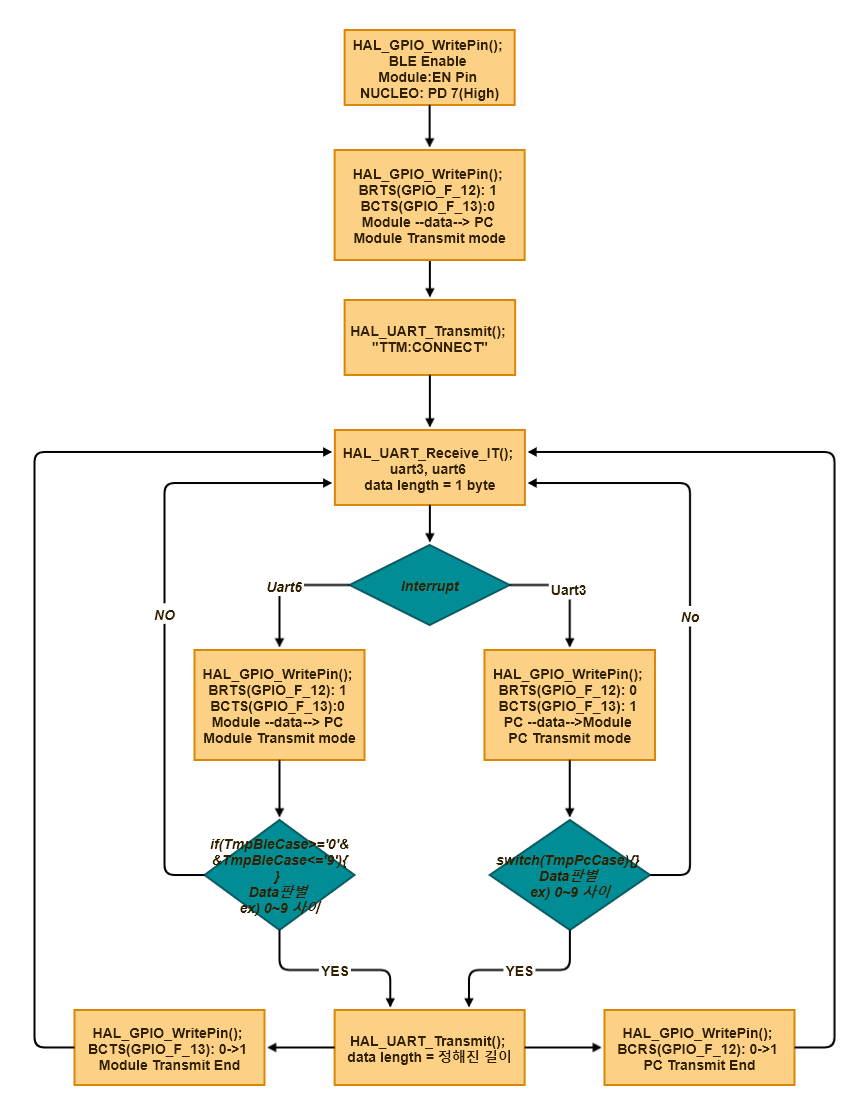 HAL_GPIO_WritePin();
BLE Enable
Module:EN Pin
NUCLEO: PD 7(High)
HAL_GPIO_WritePin();
BRTS(GPIO_F_12): 1
BCTS(GPIO_F_13):0
Module --data--> PC
Module Transmit mode
HAL_UART_Transmit();
"TTM:CONNECT"
HAL_UART_Receive_IT();
uart3, uart6
data length = 1 byte
Interrupt
Uart6
Uart3
NO
No
HAL_GPIO_WritePin();
BRTS(GPIO_F_12): 1
BCTS(GPIO_F_13):0
Module --data--> PC
Module Transmit mode
HAL_GPIO_WritePin();
BRTS(GPIO_F_12): 0
BCTS(GPIO_F_13): 1
PC --data-->Module
PC Transmit mode
if(TmpBleCase>='0'&
&TmpBleCase<='9'){
}
Data판별
ex) 0~9 사이
switch(TmpPcCase){}
Data판별
ex) 0~9 사이
YES
YES
HAL_GPIO_WritePin();
BCTS(GPIO_F_13): 0->1
Module Transmit End
HAL_UART_Transmit();
data length = 정해진 길이
HAL_GPIO_WritePin();
BCRS(GPIO_F_12): 0->1
PC Transmit End